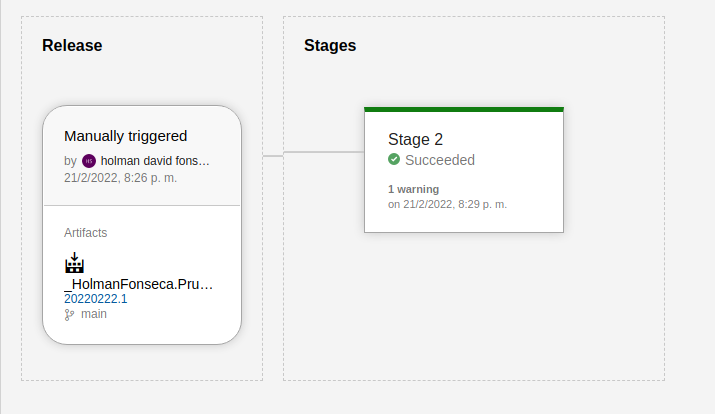 Release
Manually triggered
by HS holman david fons...
21/2/2022, 8:26 p. m.
Artifacts
_HolmanFonseca.Pru...
20220222.1
main
Stages
Stage 2
Succeeded
1 warning
on 21/2/2022, 8:29 p. m.